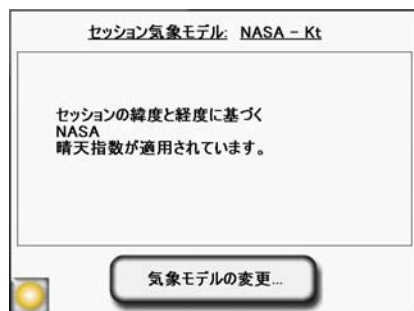 セッション気象モデル: NASA – Kt
セッションの緯度と経度に基づく
NASA
晴天指数が適用されています。
気象モデルの変更...